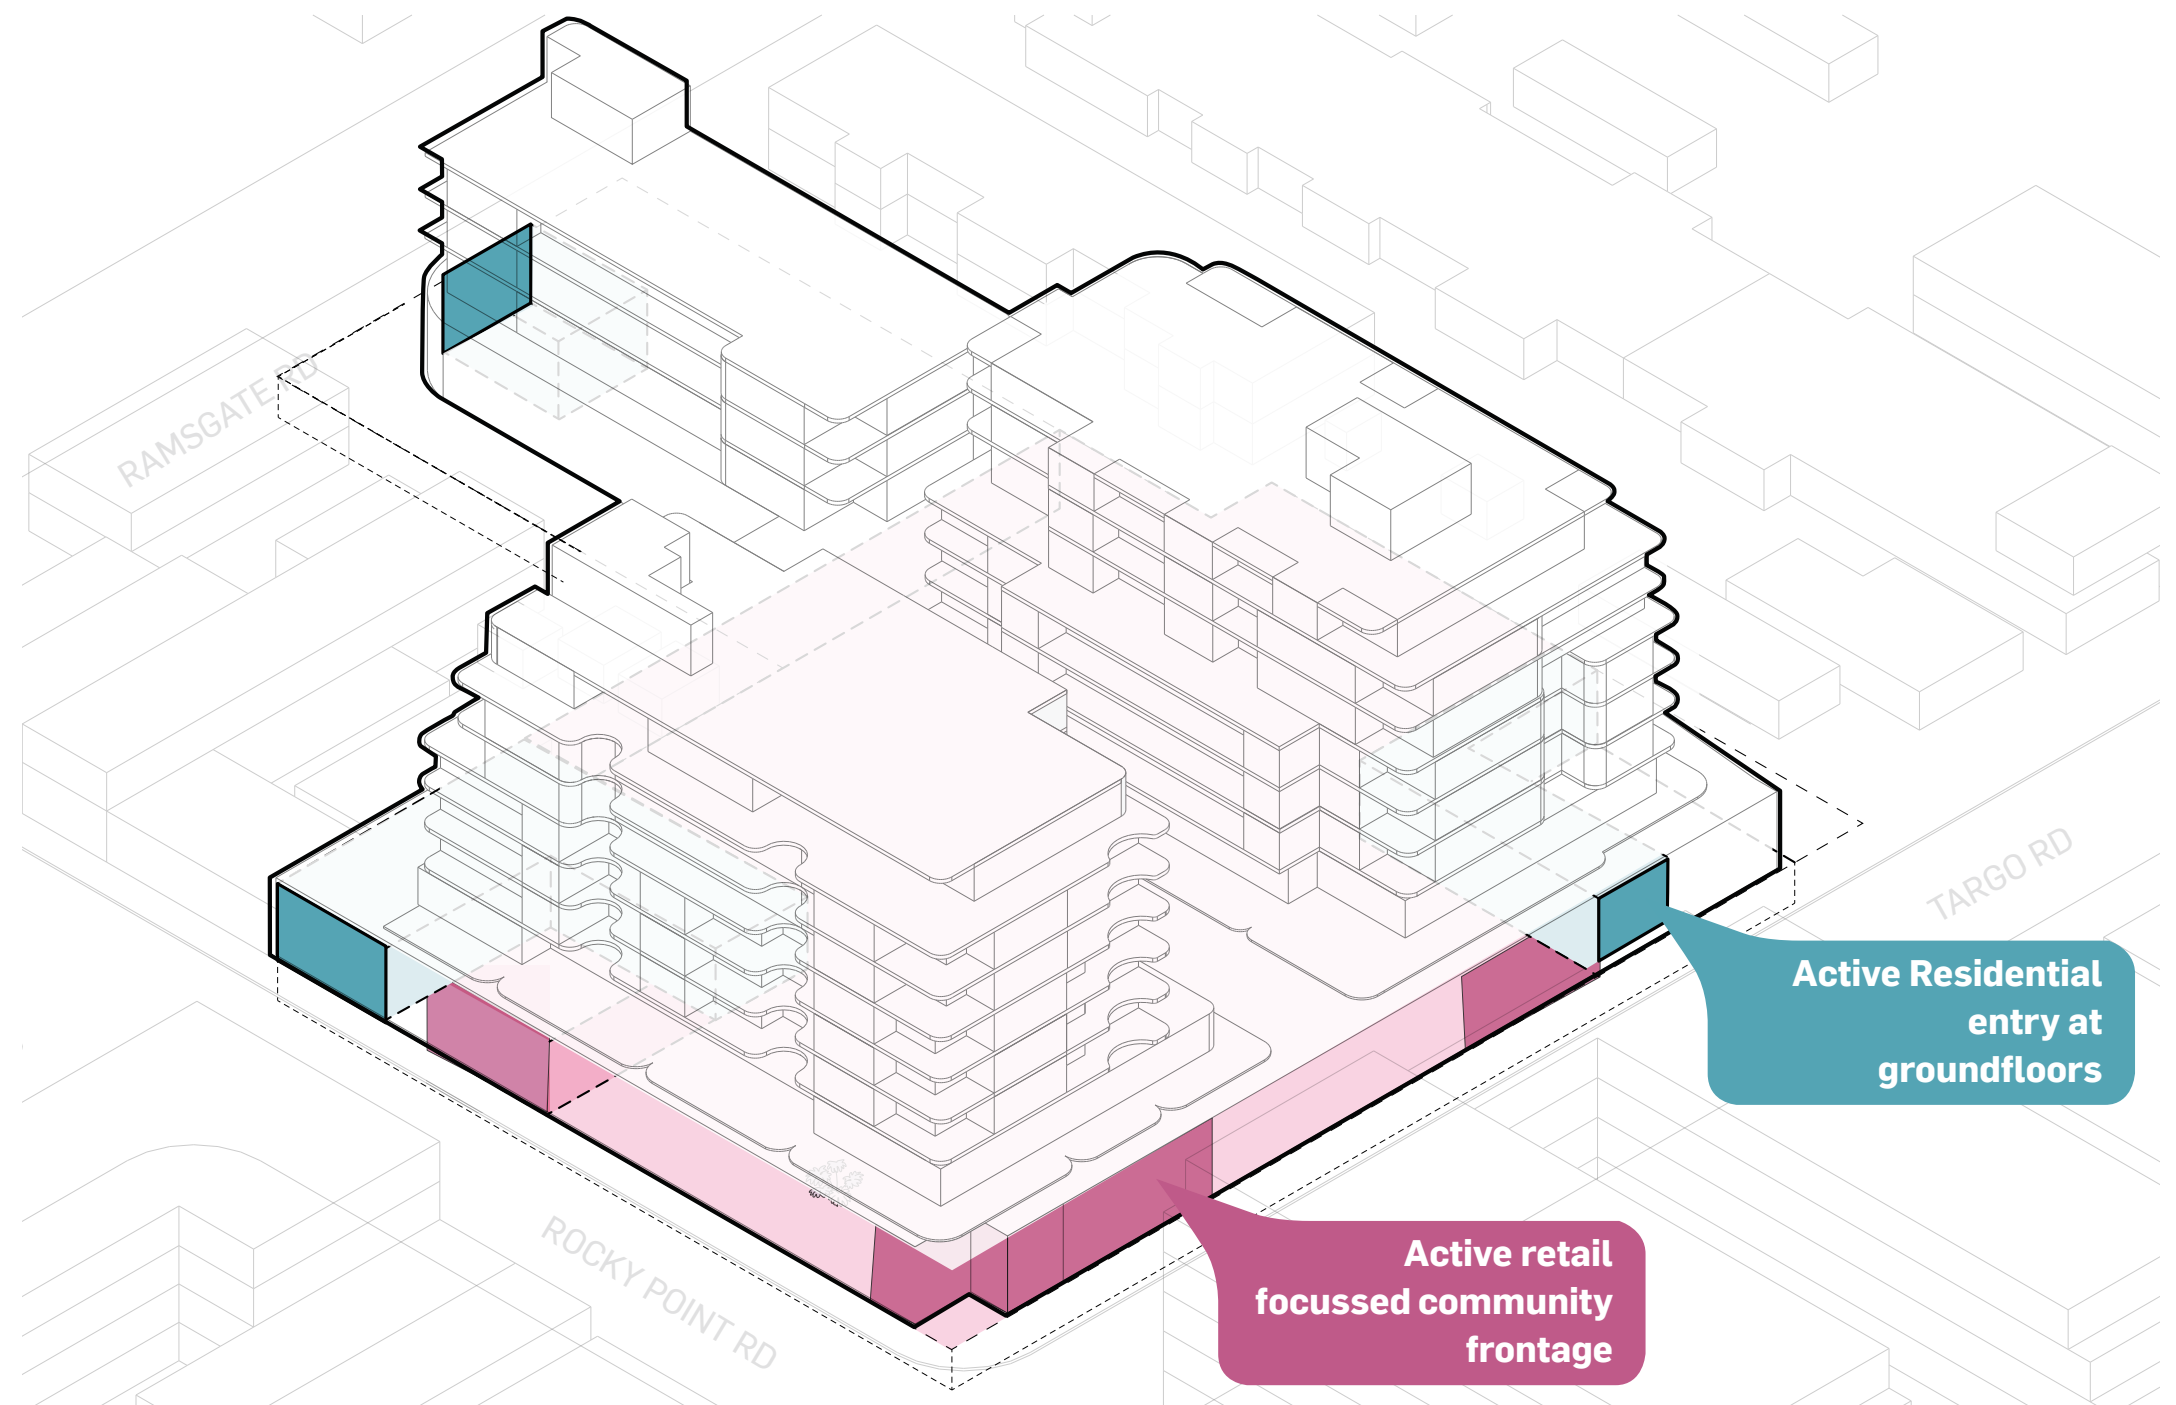 RAMSGATE RD
TARGO RD
Active Residential
entry at
groundfloors
ROCKY POINT RD
Active retail
focussed community
frontage